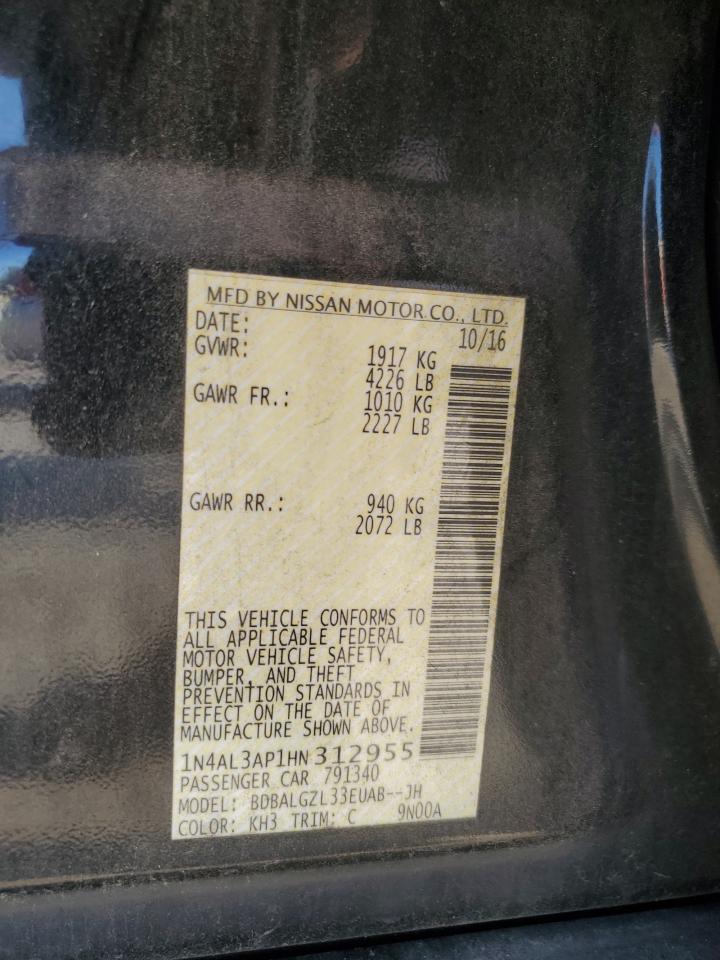 MFD BY NISSAN MOTOR CO., LTD.
DATE: 10/16
GVWR: 1917 KG
4226 LB
GAWR FR.: 1010 KG
2227 LB
GAWR RR.: 940 KG
2072 LB
THIS VEHICLE CONFORMS TO
ALL APPLICABLE FEDERAL
MOTOR VEHICLE SAFETY,
BUMPER, AND THEFT
PREVENTION STANDARDS IN
EFFECT ON THE DATE OF
MANUFACTURE SHOWN ABOVE.
1N4AL3AP1HN312955
PASSENGER CAR 791340
MODEL: BDBALGZL33EUAB--JH
COLOR: KH3 TRIM: C 9N00A